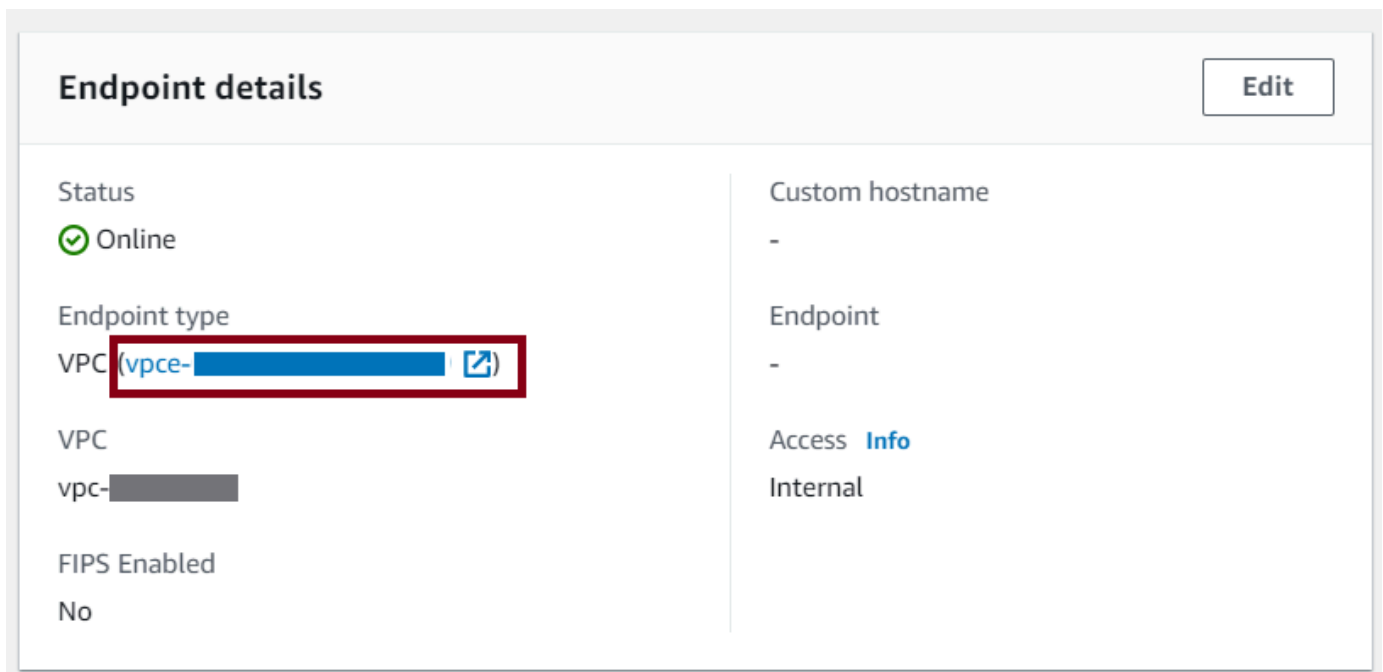 Endpoint details
Edit
Status
Online
Endpoint type
VPC (vpce- )
VPC
vpc-
FIPS Enabled
No
Custom hostname
-
Endpoint
-
Access Info
Internal